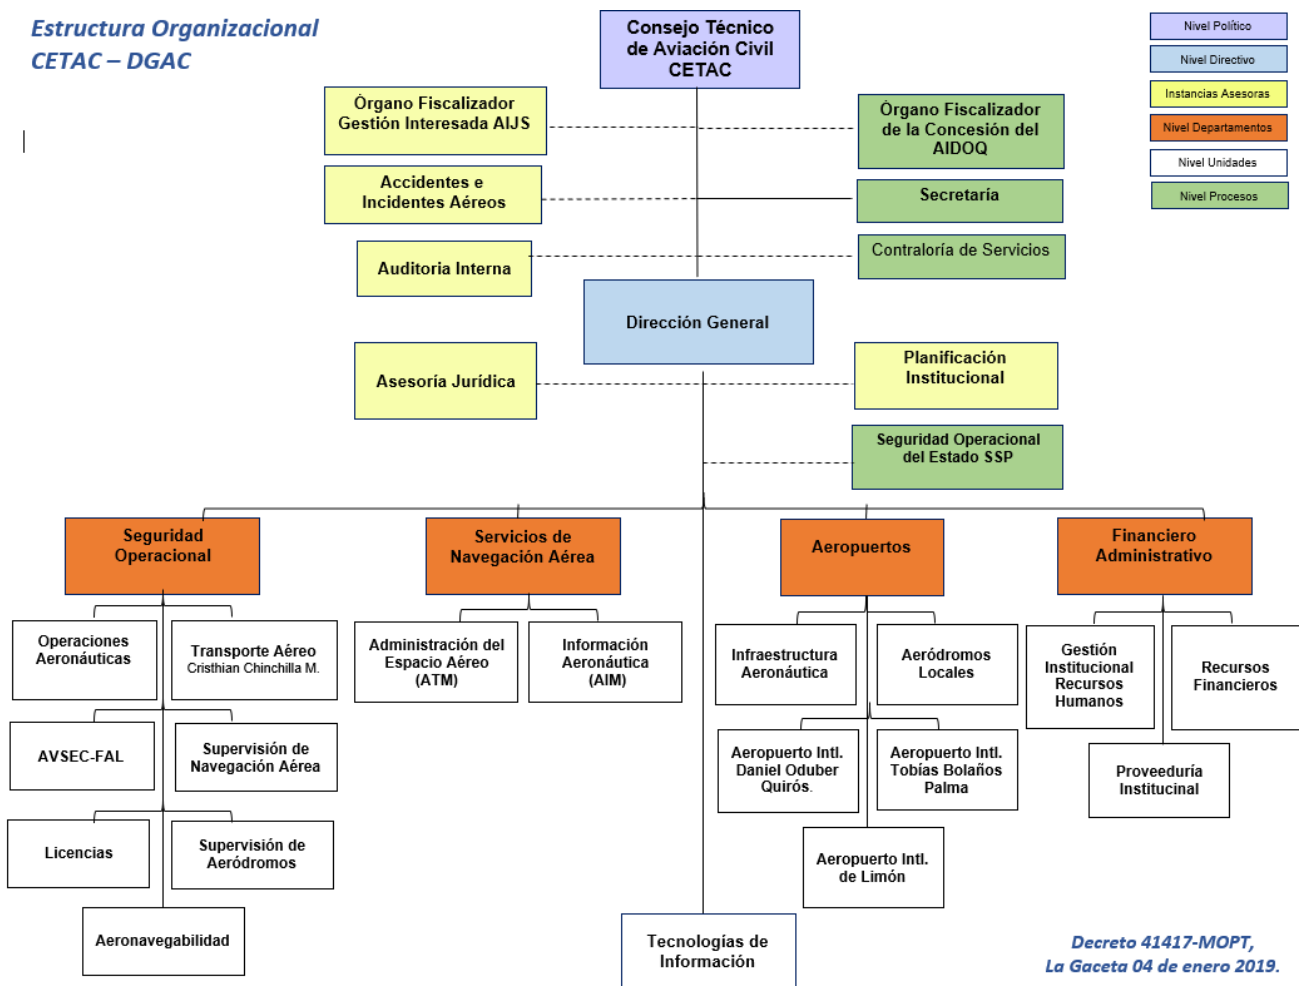 Estructura Organizacional
CETAC – DGAC
Consejo Técnico
de Aviación Civil
CETAC
Nivel Político
Nivel Directivo
Instancias Asesoras
Nivel Departamentos
Nivel Unidades
Nivel Procesos
Órgano Fiscalizador
Gestión Interesada AIJS
Órgano Fiscalizador
de la Concesión del
AIDOQ
Accidentes e
Incidentes Aéreos
Secretaría
Auditoria Interna
Contraloría de Servicios
Dirección General
Asesoría Jurídica
Planificación
Institucional
Seguridad Operacional
del Estado SSP
Seguridad
Operacional
Servicios de
Navegación Aérea
Aeropuertos
Financiero
Administrativo
Operaciones
Aeronáuticas
Transporte Aéreo
Cristhian Chinchilla M.
Administración del
Espacio Aéreo
(ATM)
Información
Aeronáutica
(AIM)
Infraestructura
Aeronáutica
Aeródromos
Locales
Gestión
Institucional
Recursos
Humanos
Recursos
Financieros
AVSEC-FAL
Supervisión de
Navegación Aérea
Aeropuerto Intl.
Daniel Oduber
Quirós.
Aeropuerto Intl.
Tobías Bolaños
Palma
Proveeduría
Institucinal
Licencias
Supervisión de
Aeródromos
Aeropuerto Intl.
de Limón
Aeronavegabilidad
Tecnologías de
Información
Decreto 41417-MOPT,
La Gaceta 04 de enero 2019.